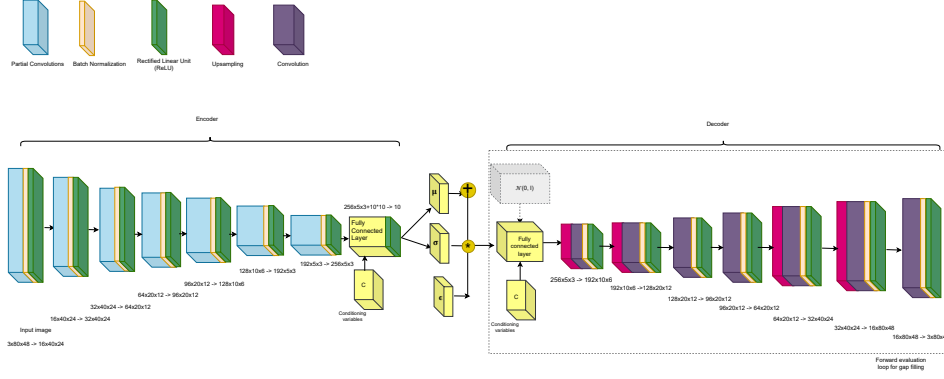 Partial Convolutions
Batch Normalization
Rectified Linear Unit
(ReLU)
Upsampling
Convolution
Encoder
Decoder
256x5x3+10*10 -> 10
Fully
Connected
Layer
192x5x3 -> 256x5x3
128x10x6 -> 192x5x3
96x20x12 -> 128x10x6
64x20x12 -> 96x20x12
32x40x24 -> 64x20x12
16x40x24 -> 32x40x24
Input image
3x80x48 -> 16x40x24
C
Conditioning
variables
μ
σ
ϵ
+
*
𝒩 (0, I)
Fully
connected
layer
C
Conditioning
variables
256x5x3 -> 192x10x6
192x10x6 ->128x20x12
128x20x12 -> 96x20x12
96x20x12 -> 64x20x12
64x20x12 -> 32x40x24
32x40x24 -> 16x80x48
16x80x48 -> 3x80x4
Forward evaluation
loop for gap filling